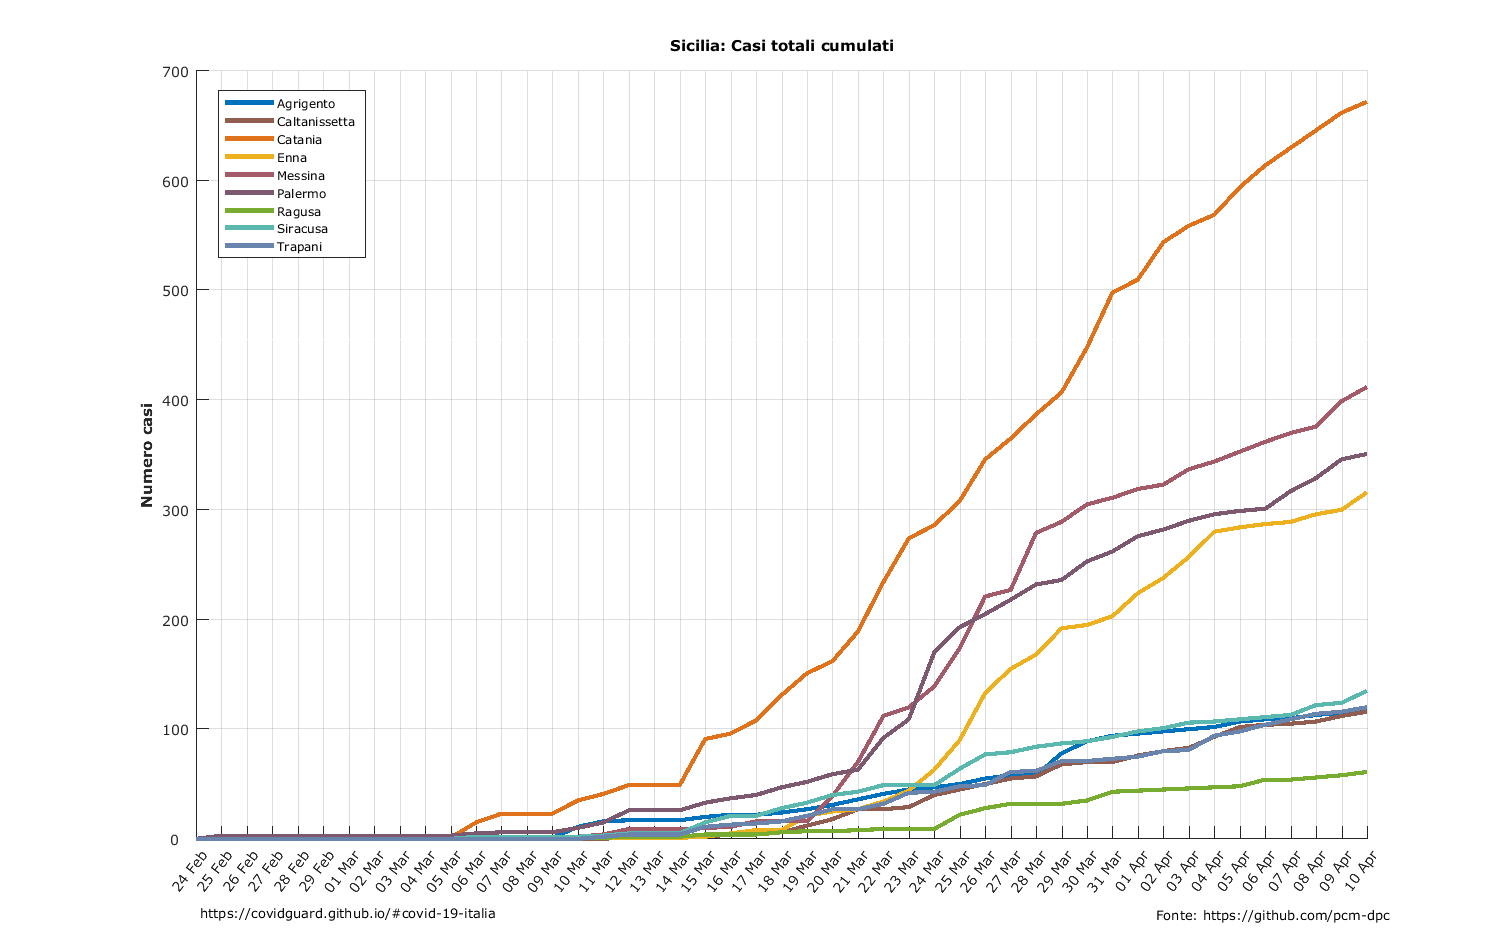 Sicilia: Casi totali cumulati
700
600
500
400
300
200
100
0
Numero casi
Agrigento
Caltanissetta
Catania
Enna
Messina
Palermo
Ragusa
Siracusa
Trapani
24 Feb
25 Feb
26 Feb
27 Feb
28 Feb
29 Feb
01 Mar
02 Mar
03 Mar
04 Mar
05 Mar
06 Mar
07 Mar
08 Mar
09 Mar
10 Mar
11 Mar
12 Mar
13 Mar
14 Mar
15 Mar
16 Mar
17 Mar
18 Mar
19 Mar
20 Mar
21 Mar
22 Mar
23 Mar
24 Mar
25 Mar
26 Mar
27 Mar
28 Mar
29 Mar
30 Mar
31 Mar
01 Apr
02 Apr
03 Apr
04 Apr
05 Apr
06 Apr
07 Apr
08 Apr
09 Apr
10 Apr
https://covidguard.github.io/#covid-19-italia
Fonte: https://github.com/pcm-dpc